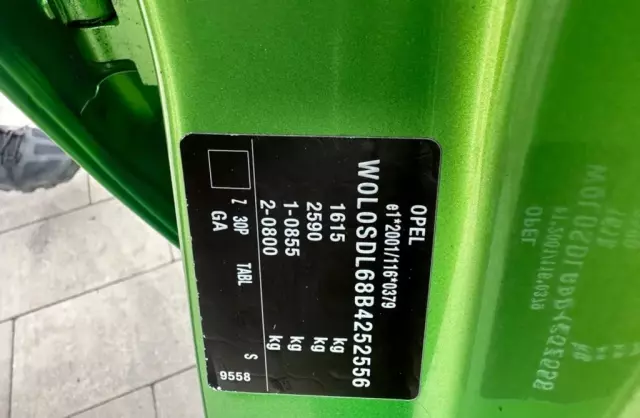 OPEL
e1*2001/116*0379
W0L0SDL68B4252556
1615 kg
2590 kg
1-0855 kg
2-0800 kg
Z 30P TABL S
GA
9558